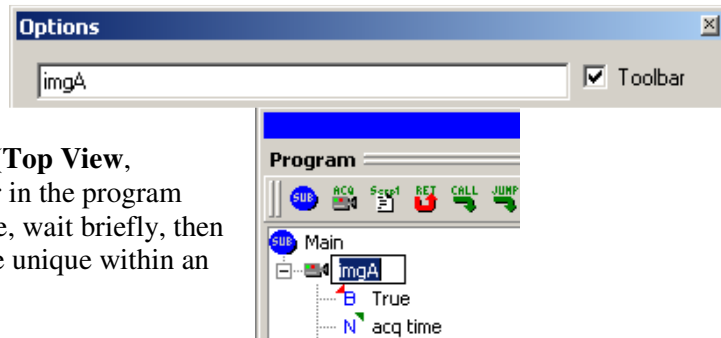 Options
imgA
Toolbar
Top View,
in the program
e, wait briefly, then
e unique within an
Program
SUB ACQ Scrpt RET CALL JUMP
SUB Main
imgA
B True
N acq time